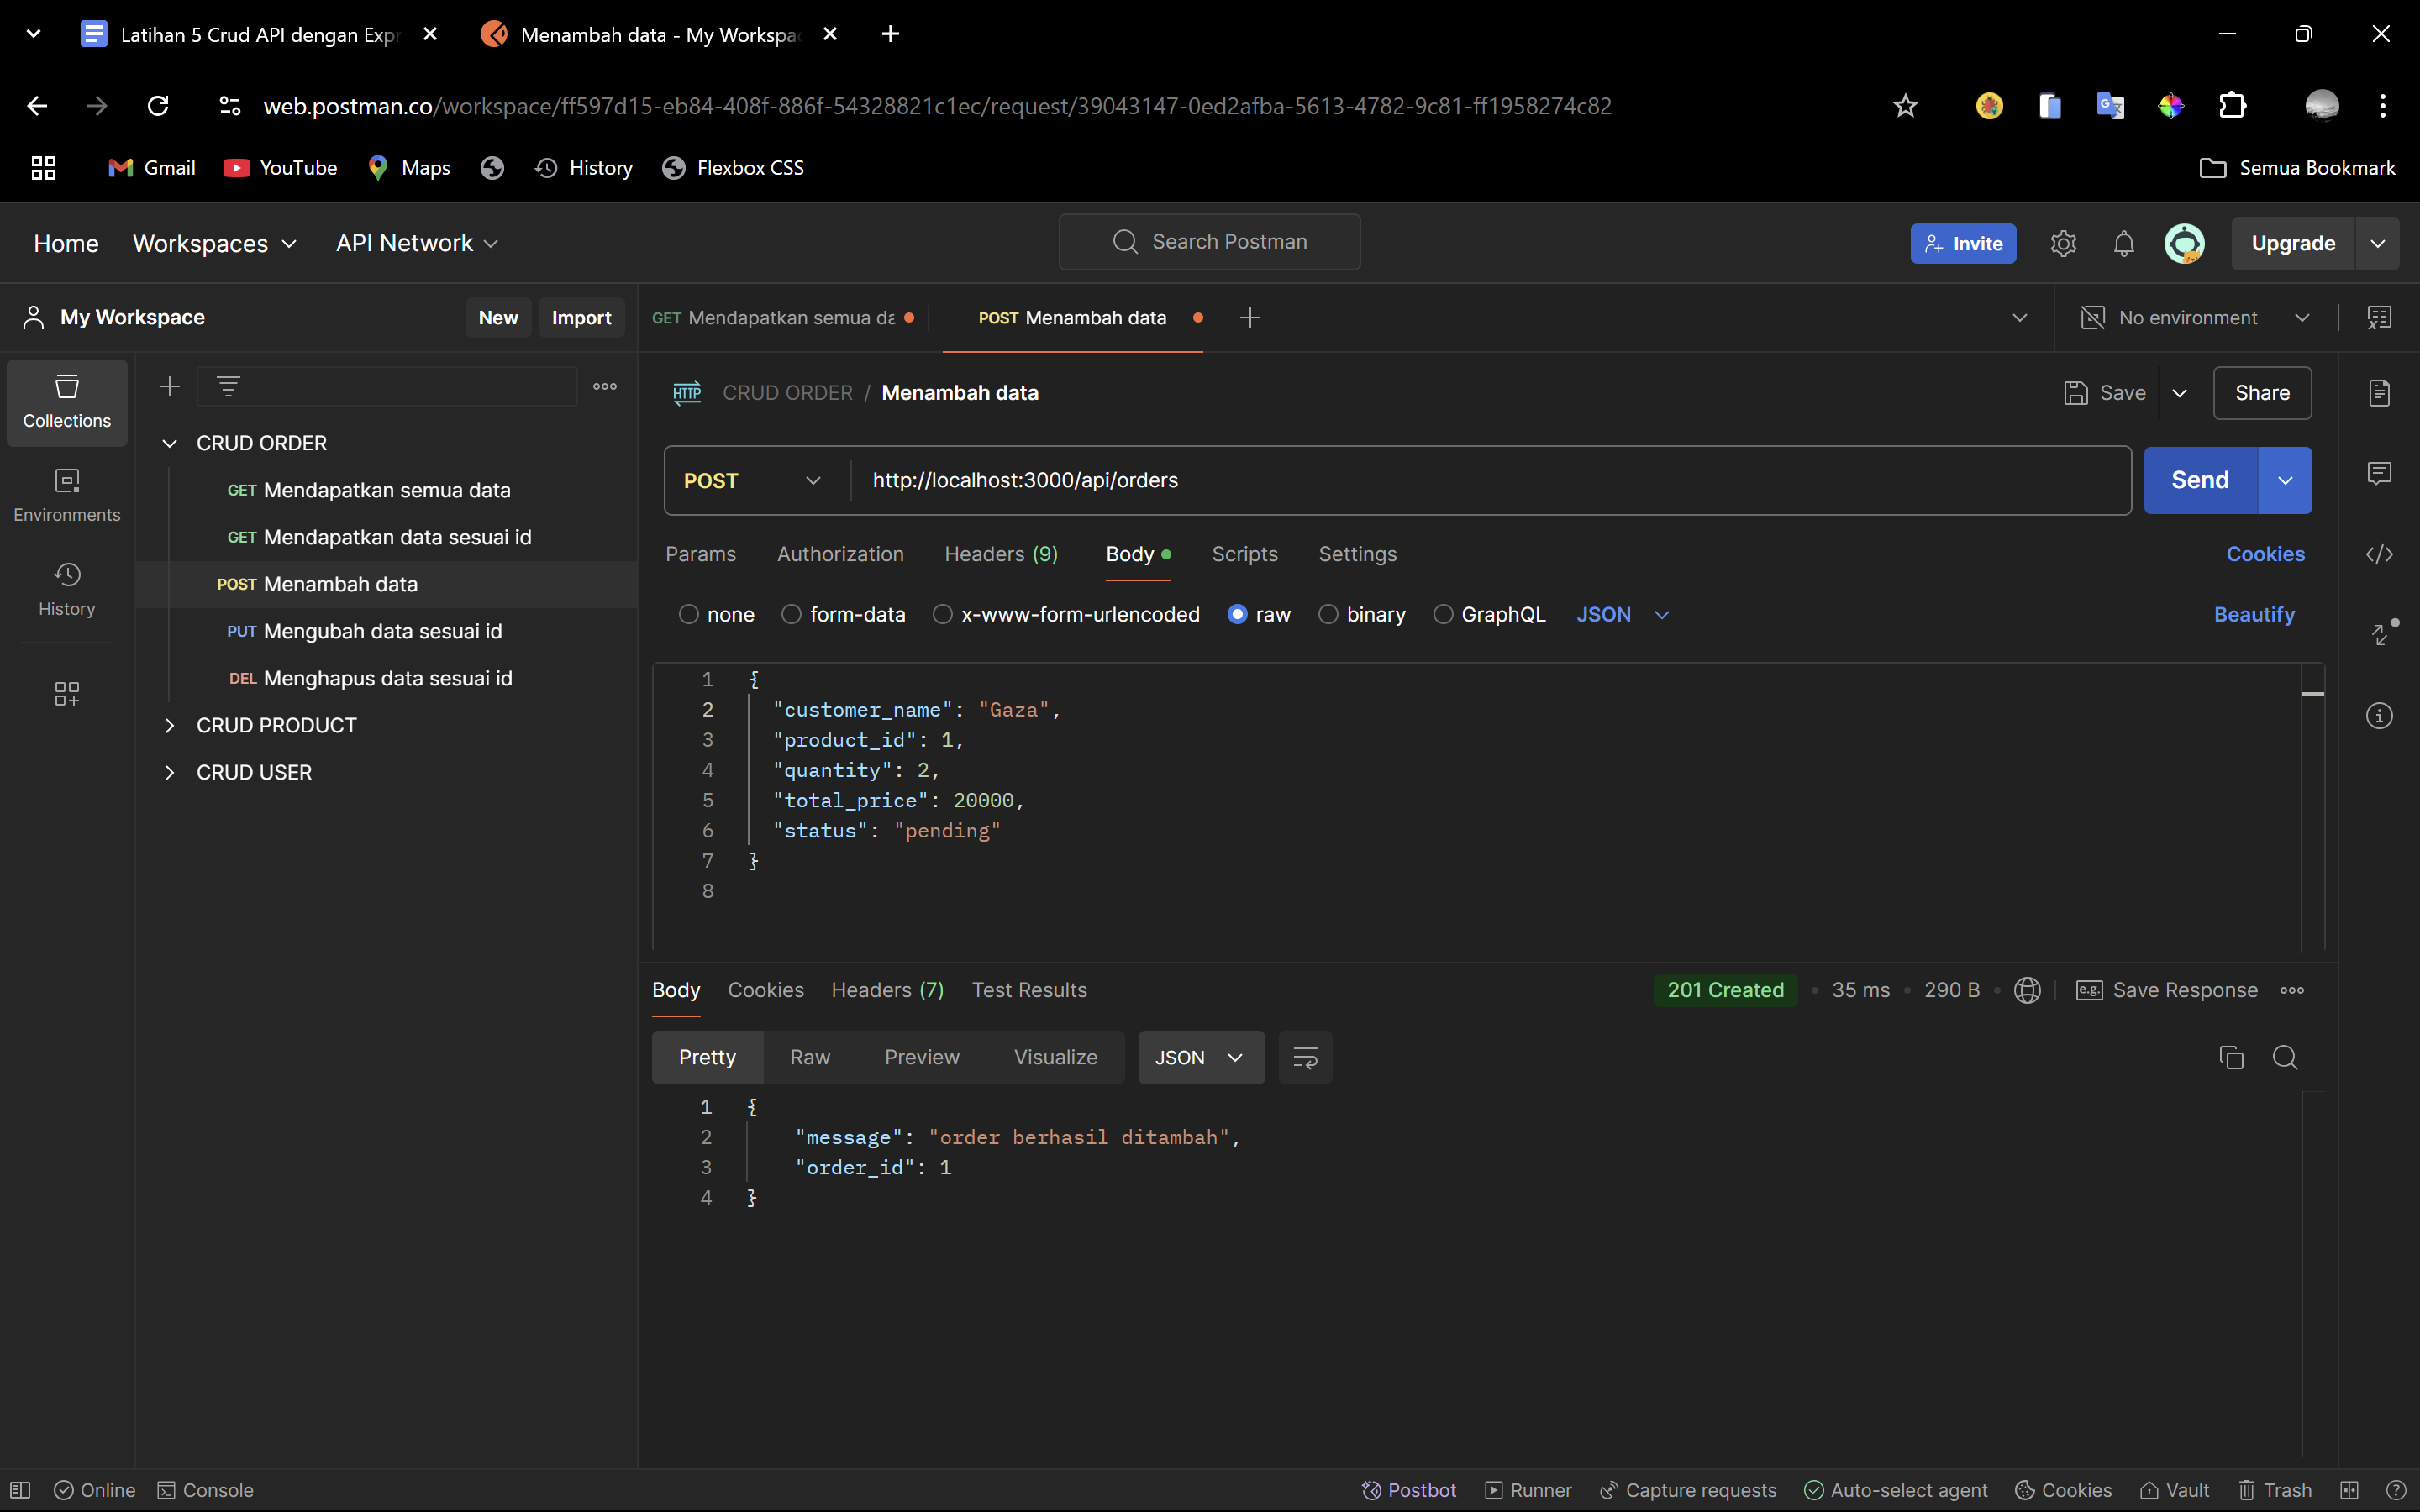 Latihan 5 Crud API dengan Expr
Menambah data - My Workspa
web.postman.co/workspace/ff597d15-eb84-408f-886f-54328821c1ec/request/39043147-0ed2afba-5613-4782-9c81-ff1958274c82
Gmail
YouTube
Maps
History
Flexbox CSS
Semua Bookmark
Home
Workspaces
API Network
Search Postman
Invite
Upgrade
My Workspace
New
Import
GET Mendapatkan semua da
POST Menambah data
No environment
Collections
Environments
History
CRUD ORDER
GET Mendapatkan semua data
GET Mendapatkan data sesuai id
POST Menambah data
PUT Mengubah data sesuai id
DEL Menghapus data sesuai id
CRUD PRODUCT
CRUD USER
HTTP CRUD ORDER / Menambah data
Save
Share
POST http://localhost:3000/api/orders
Send
Params Authorization Headers (9) Body Scripts Settings
Cookies
none form-data x-www-form-urlencoded raw binary GraphQL JSON
Beautify
1 {
2 "customer_name": "Gaza",
3 "product_id": 1,
4 "quantity": 2,
5 "total_price": 20000,
6 "status": "pending"
7 }
8
Body Cookies Headers (7) Test Results
201 Created • 35 ms • 290 B •
e.g. Save Response
Pretty Raw Preview Visualize JSON
1 {
2 "message": "order berhasil ditambah",
3 "order_id": 1
4 }
Online
Console
Postbot
Runner
Capture requests
Auto-select agent
Cookies
Vault
Trash